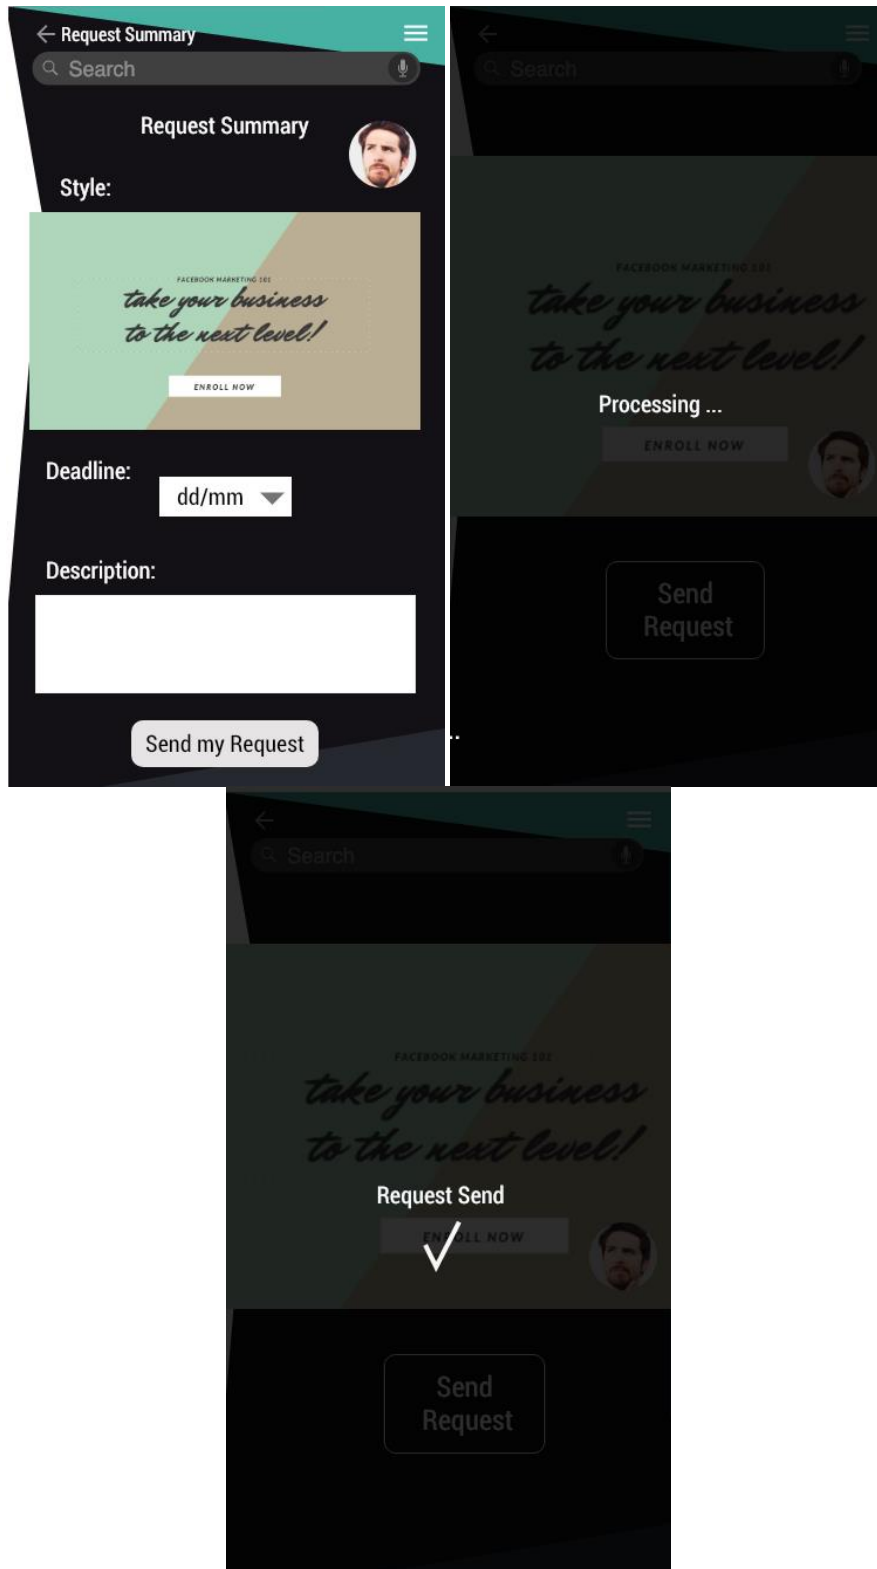 Request Summary
Search
Request Summary
Style:
FACEBOOK MARKETING 101
take your business
to the next level!
ENROLL NOW
Deadline:
dd/mm
Description:
Send my Request
Search
FACEBOOK MARKETING 101
take your business
to the next level!
Processing ...
ENROLL NOW
Send
Request
..
Search
FACEBOOK MARKETING 101
take your business
to the next level!
Request Send
ENROLL NOW
Send
Request